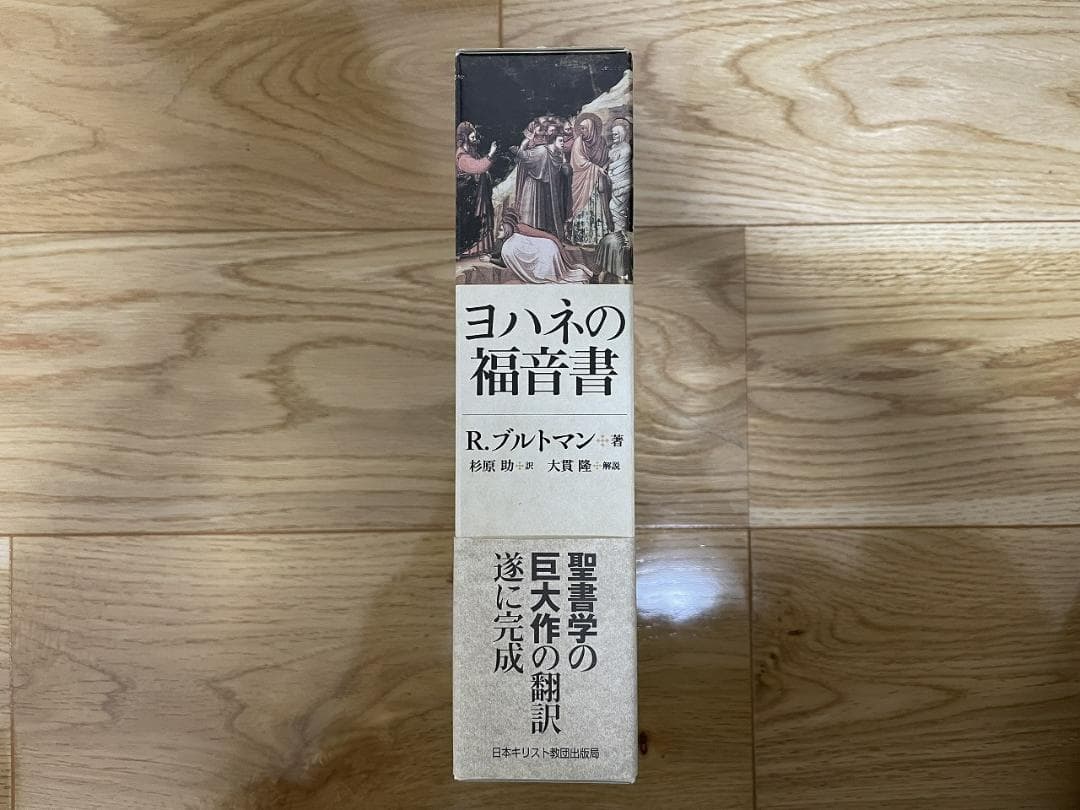 ヨハネの
福音書
R.ブルトマン✣著
杉原 助✣訳 大貫 隆✣解説
聖書学の
巨大作の翻訳
遂に完成
日本キリスト教団出版局